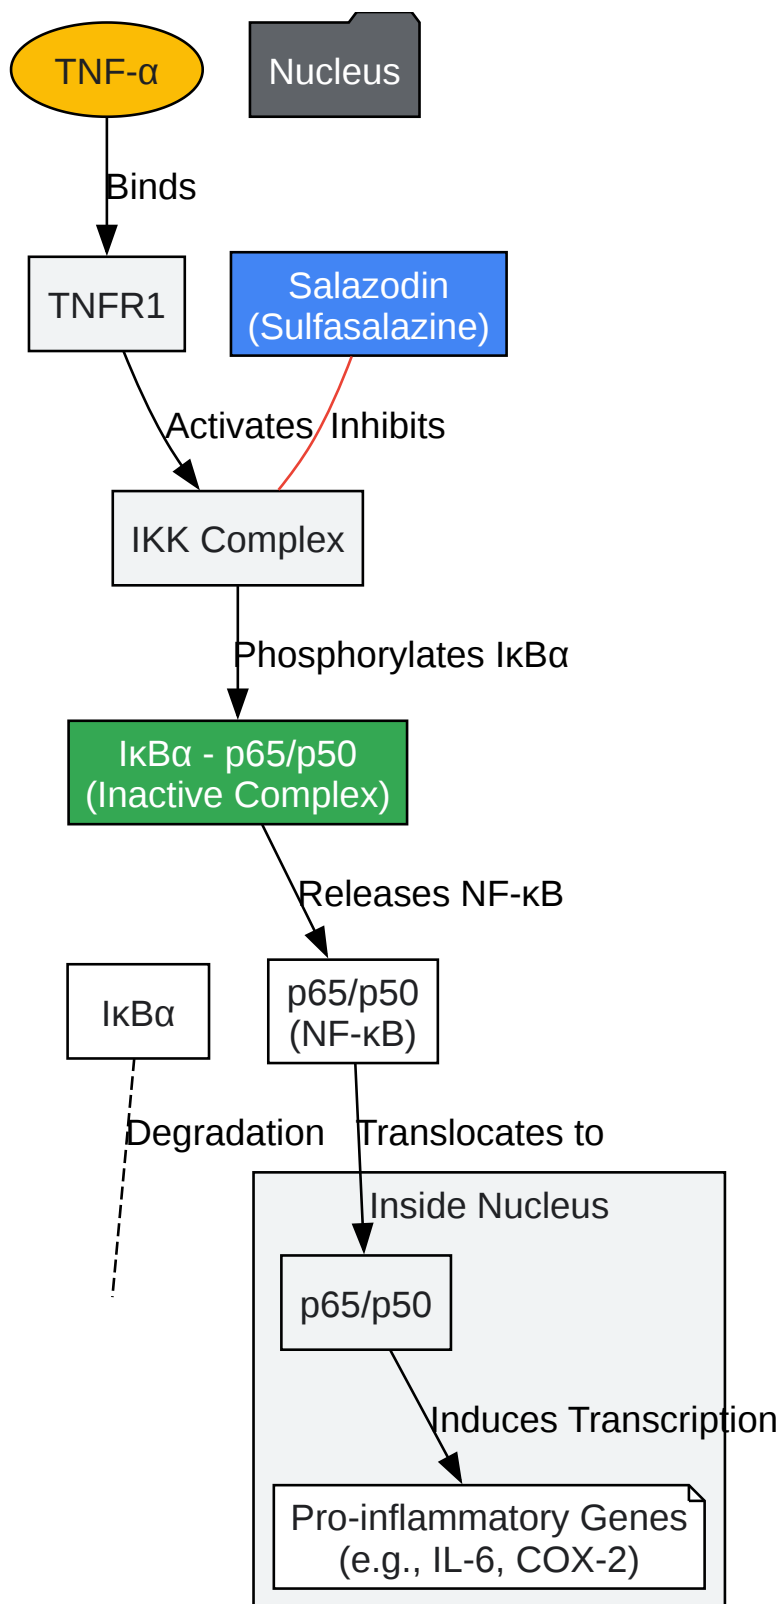 TNF-α
Nucleus
Binds
TNFR1
Salazodin
(Sulfasalazine)
Activates
Inhibits
IKK Complex
Phosphorylates IκBα
IκBα - p65/p50
(Inactive Complex)
Releases NF-κB
IκBα
p65/p50
(NF-κB)
Degradation
Translocates to
Inside Nucleus
p65/p50
Induces Transcription
Pro-inflammatory Genes
(e.g., IL-6, COX-2)